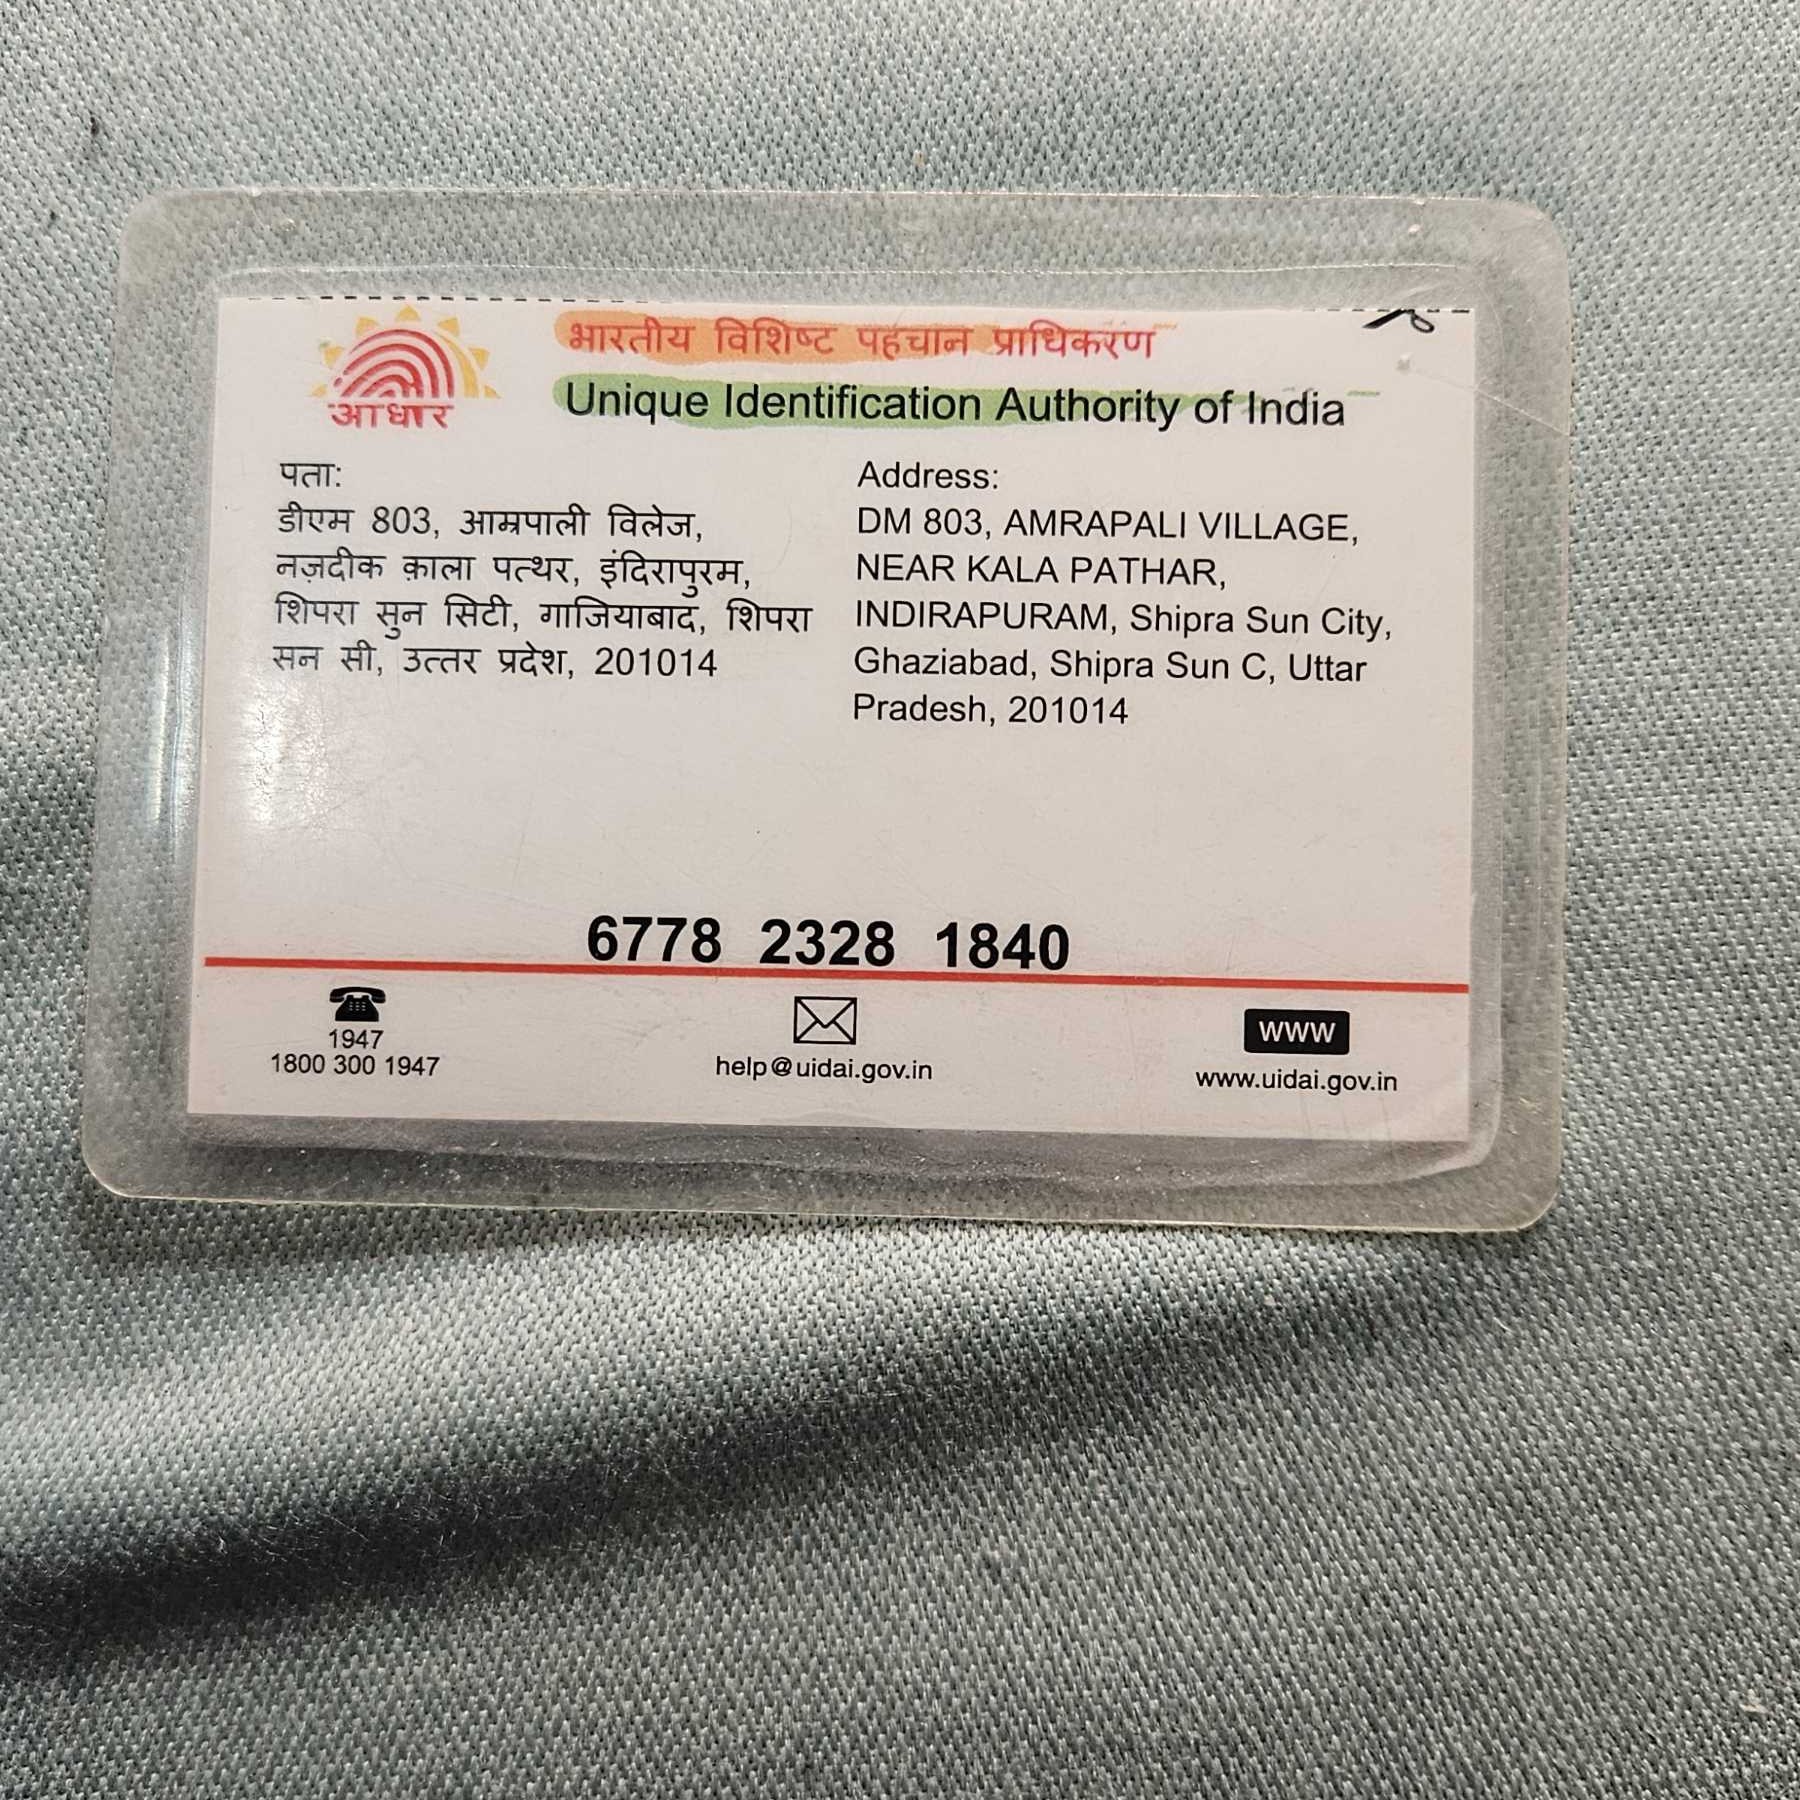 आधार
भारतीय विशिष्ट पहचान प्राधिकरण
Unique Identification Authority of India
पता:
डीएम 803, आम्रपाली विलेज,
नज़दीक क़ाला पत्थर, इंदिरापुरम,
शिपरा सुन सिटी, गाजियाबाद, शिपरा
सन सी, उत्तर प्रदेश, 201014
Address:
DM 803, AMRAPALI VILLAGE,
NEAR KALA PATHAR,
INDIRAPURAM, Shipra Sun City,
Ghaziabad, Shipra Sun C, Uttar
Pradesh, 201014
6778 2328 1840
1947
1800 300 1947
help@uidai.gov.in
www
www.uidai.gov.in